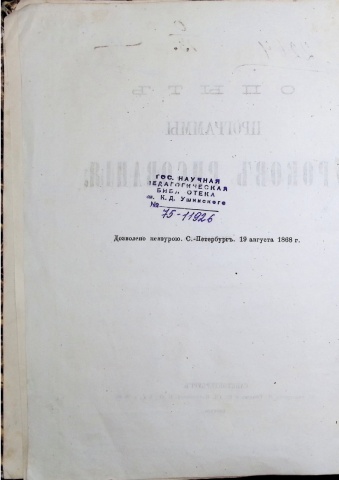 ГОС. НАУЧНАЯ
ПЕДАГОГИЧЕСКАЯ
БИБЛИОТЕКА
им. К. Д. Ушинского
№ 75-11926
Дозволено цензурою. С.-Петербургъ. 19 августа 1868 г.
ОПЫТЪ
ПРОГРАММЫ
УРОКОВЪ РИСОВАНІЯ.